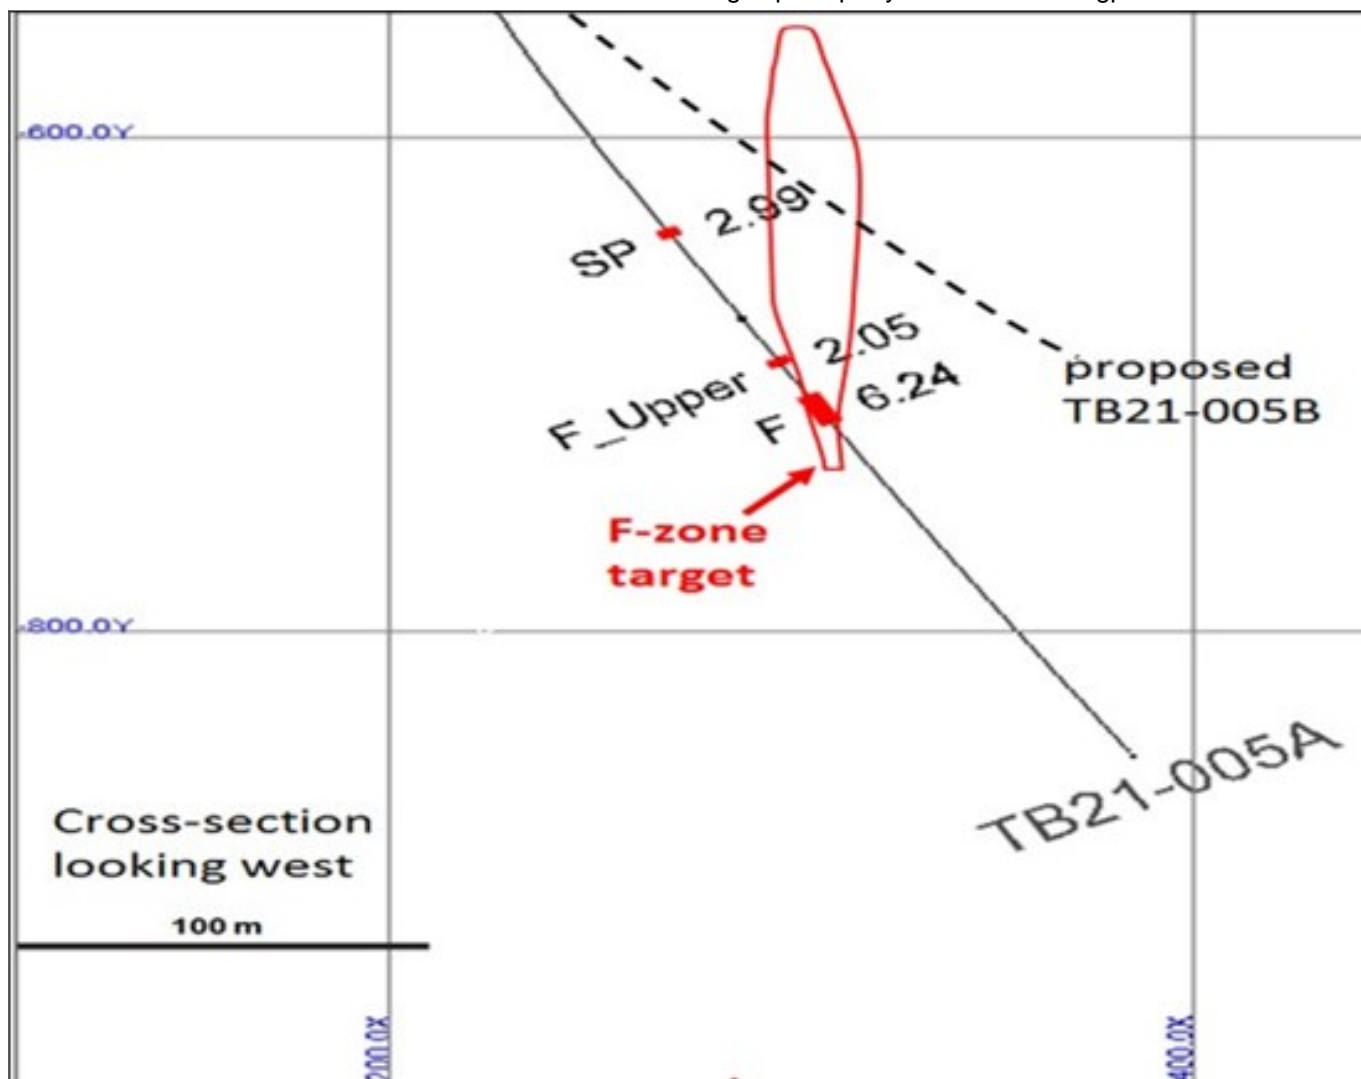 -600.0Y
2.99
SP
2.05
proposed
TB21-005B
6.24
F_Upper
F
F-zone
target
-800.0Y
TB21-005A
Cross-section
looking west
100 m
200.0X
400.0X